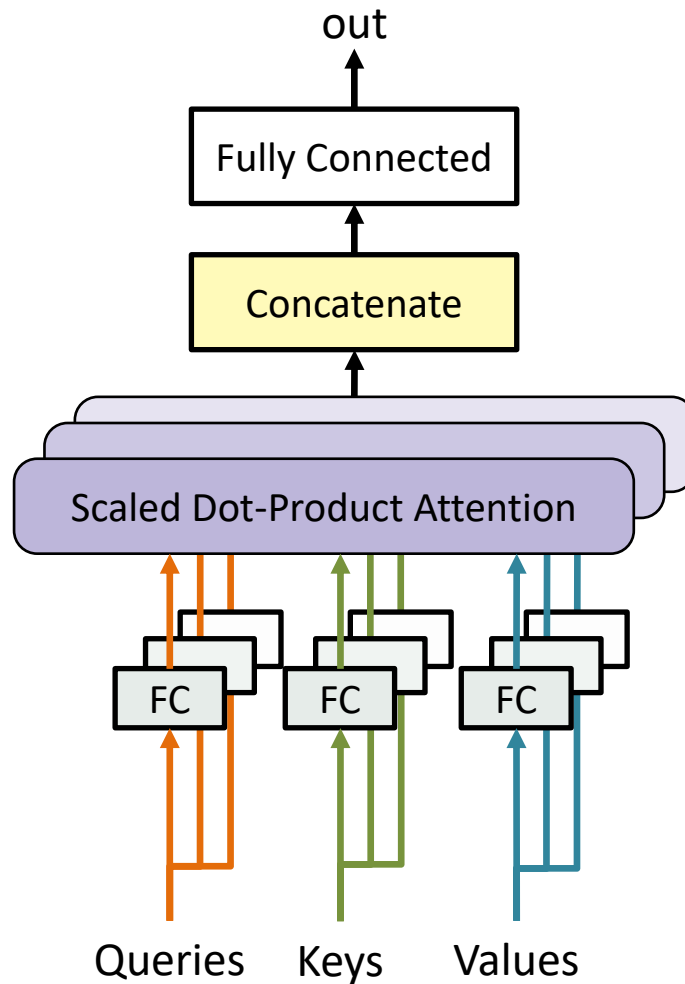 out
Fully Connected
Concatenate
Scaled Dot-Product Attention
FC FC FC
Queries Keys Values